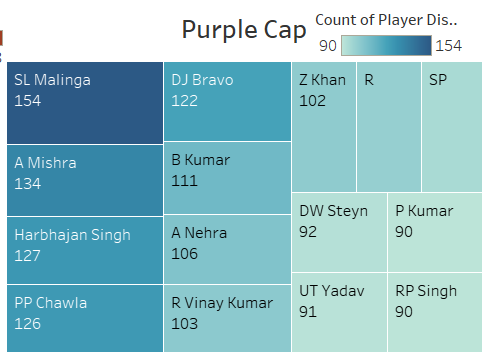 Purple Cap
Count of Player Dis..
90
154
SL Malinga
154
A Mishra
134
Harbhajan Singh
127
PP Chawla
126
DJ Bravo
122
B Kumar
111
A Nehra
106
R Vinay Kumar
103
Z Khan
102
R
SP
DW Steyn
92
P Kumar
90
UT Yadav
91
RP Singh
90